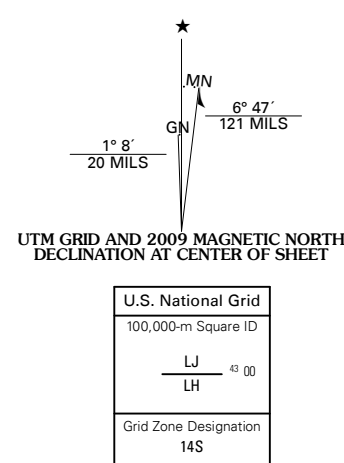 ★
MN
6° 47´
121 MILS
GN
1° 8´
20 MILS
UTM GRID AND 2009 MAGNETIC NORTH
DECLINATION AT CENTER OF SHEET
U.S. National Grid
100,000-m Square ID
LJ
43 00
LH
Grid Zone Designation
14S